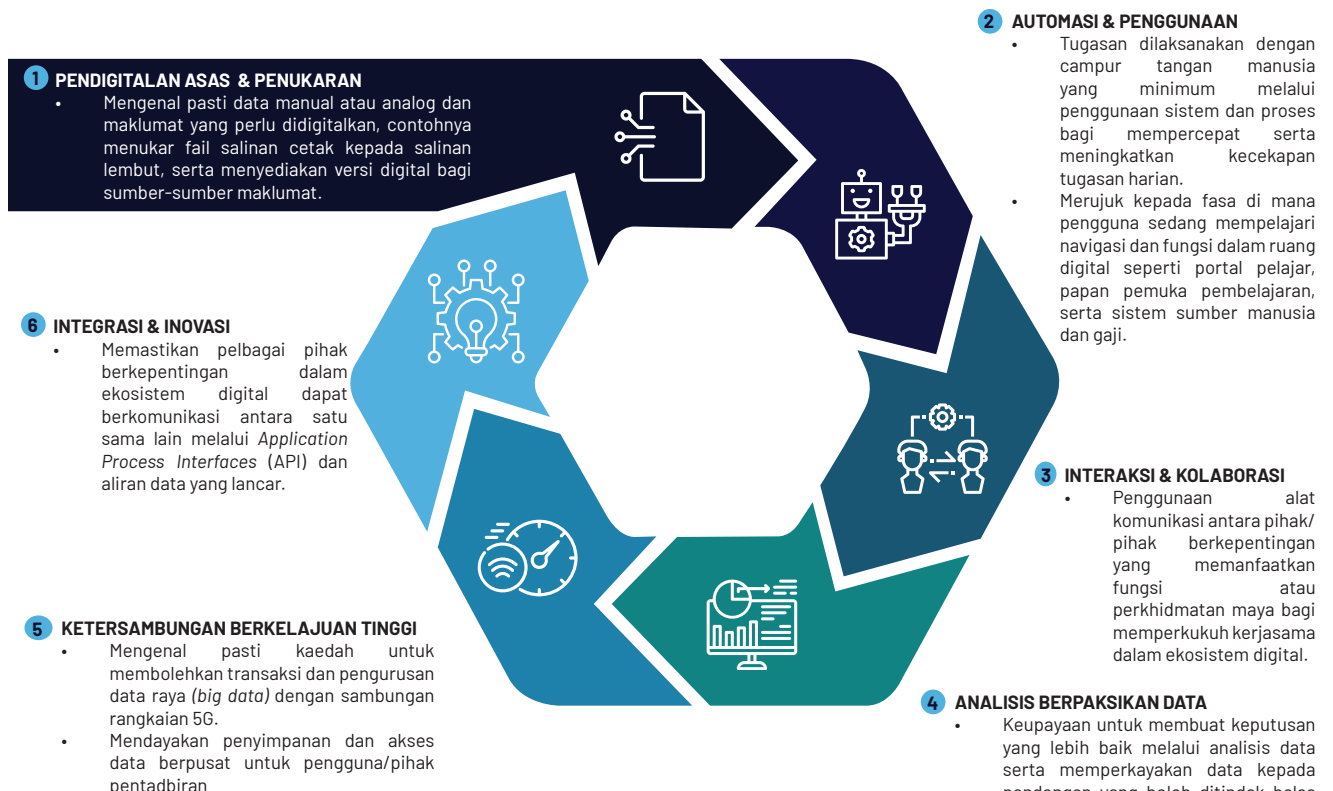 1 PENDIGITALAN ASAS & PENUKARAN
• Mengenal pasti data manual atau analog dan
maklumat yang perlu didigitalkan, contohnya
menukar fail salinan cetak kepada salinan
lembut, serta menyediakan versi digital bagi
sumber-sumber maklumat.
2 AUTOMASI & PENGGUNAAN
• Tugasan dilaksanakan dengan
campur tangan manusia
yang minimum melalui
penggunaan sistem dan proses
bagi mempercepat serta
meningkatkan kecekapan
tugasan harian.
• Merujuk kepada fasa di mana
pengguna sedang mempelajari
navigasi dan fungsi dalam ruang
digital seperti portal pelajar,
papan pemuka pembelajaran,
serta sistem sumber manusia
dan gaji.
3 INTERAKSI & KOLABORASI
• Penggunaan alat
komunikasi antara pihak/
pihak berkepentingan
yang memanfaatkan
fungsi atau
perkhidmatan maya bagi
memperkukuh kerjasama
dalam ekosistem digital.
4 ANALISIS BERPAKSIKAN DATA
• Keupayaan untuk membuat keputusan
yang lebih baik melalui analisis data
serta memperkayakan data kepada
pandangan yang boleh ditindak balas
5 KETERSAMBUNGAN BERKELAJUAN TINGGI
• Mengenal pasti kaedah untuk
membolehkan transaksi dan pengurusan
data raya (big data) dengan sambungan
rangkaian 5G.
• Mendayakan penyimpanan dan akses
data berpusat untuk pengguna/pihak
pentadbiran
6 INTEGRASI & INOVASI
• Memastikan pelbagai pihak
berkepentingan dalam
ekosistem digital dapat
berkomunikasi antara satu
sama lain melalui Application
Process Interfaces (API) dan
aliran data yang lancar.